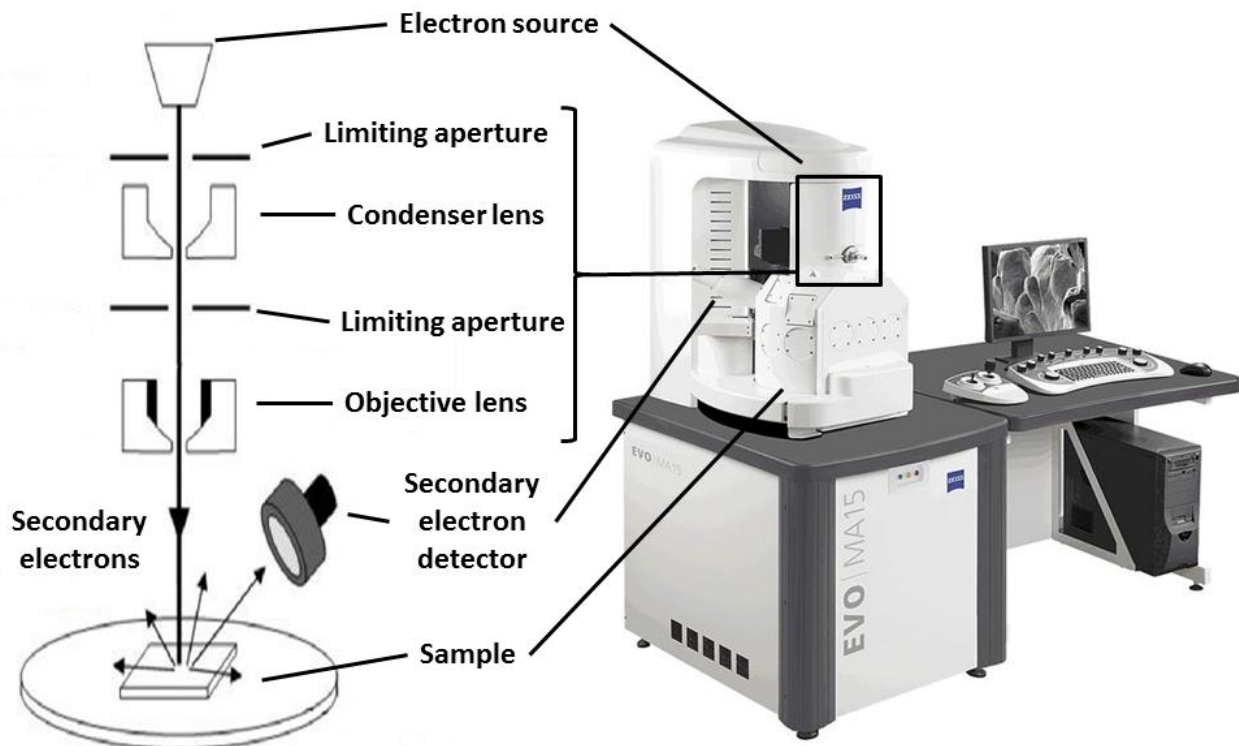 Electron source
Limiting aperture
Condenser lens
Limiting aperture
Objective lens
Secondary
electron
detector
Secondary
electrons
Sample
ZEISS
EVO | MA15
ZEISS
EVO | MA15